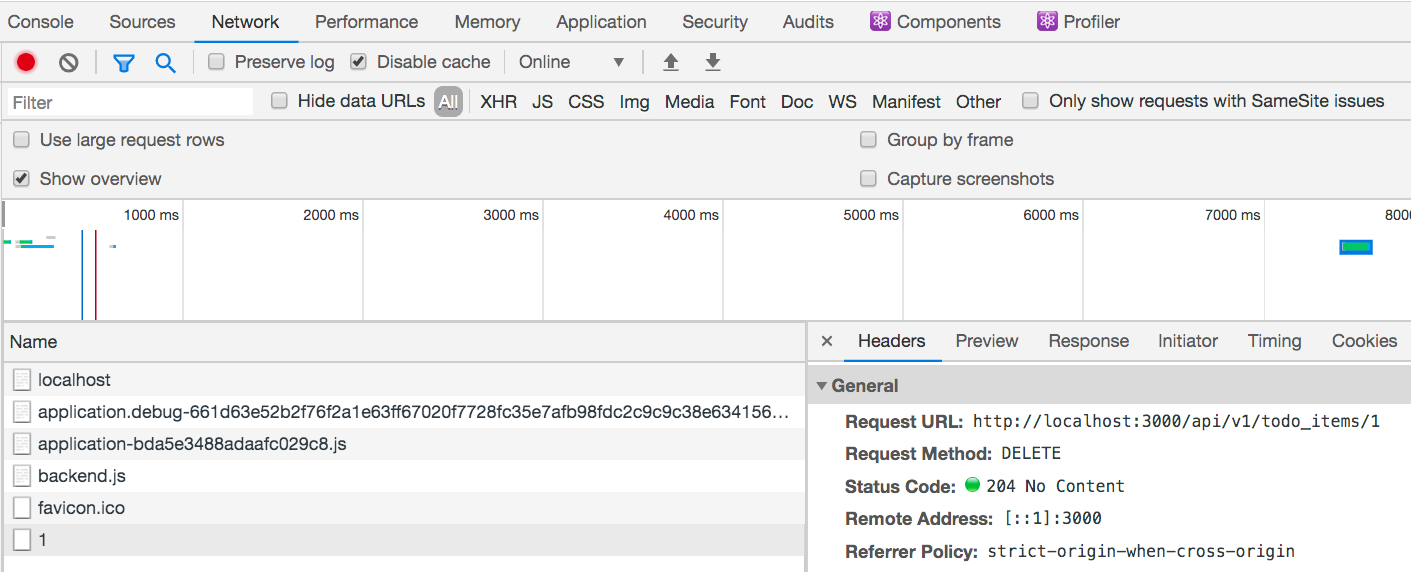 Console Sources Network Performance Memory Application Security Audits Components Profiler
Preserve log Disable cache Online
Filter Hide data URLs All XHR JS CSS Img Media Font Doc WS Manifest Other Only show requests with SameSite issues
Use large request rows Group by frame
Show overview Capture screenshots
1000 ms 2000 ms 3000 ms 4000 ms 5000 ms 6000 ms 7000 ms 8000
Name
localhost
application.debug-661d63e52b2f76f2a1e63ff67020f7728fc35e7afb98fdc2c9c9c38e634156…
application-bda5e3488adaafc029c8.js
backend.js
favicon.ico
1
× Headers Preview Response Initiator Timing Cookies
General
Request URL: http://localhost:3000/api/v1/todo_items/1
Request Method: DELETE
Status Code: 204 No Content
Remote Address: [::1]:3000
Referrer Policy: strict-origin-when-cross-origin